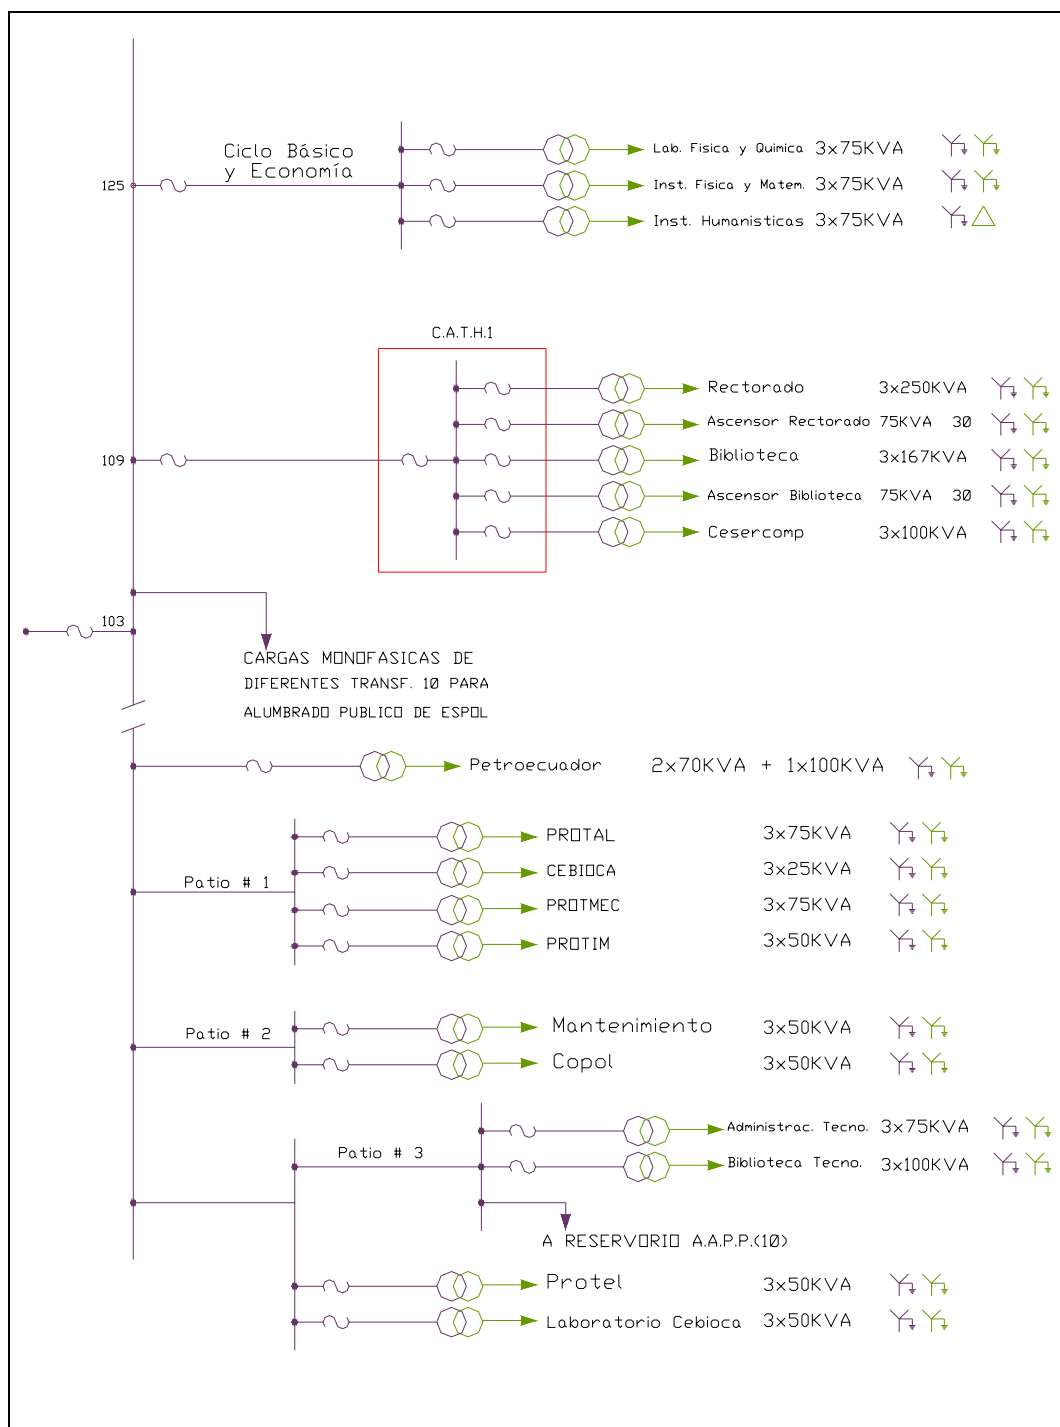 Ciclo Básico
y Economía
125
Lab. Fisica y Quimica 3x75KVA
Inst. Fisica y Matem. 3x75KVA
Inst. Humanisticas 3x75KVA
C.A.T.H.1
109
Rectorado 3x250KVA
Ascensor Rectorado 75KVA 3Ø
Biblioteca 3x167KVA
Ascensor Biblioteca 75KVA 3Ø
Cesercomp 3x100KVA
103
CARGAS MONOFASICAS DE
DIFERENTES TRANSF. 1Ø PARA
ALUMBRADO PUBLICO DE ESPOL
Petroecuador 2x70KVA + 1x100KVA
Patio # 1
PROTAL 3x75KVA
CEBIOCA 3x25KVA
PROTMEC 3x75KVA
PROTIM 3x50KVA
Patio # 2
Mantenimiento 3x50KVA
Copol 3x50KVA
Patio # 3
Administrac. Tecno. 3x75KVA
Biblioteca Tecno. 3x100KVA
A RESERVORIO A.A.P.P.(1Ø)
Protel 3x50KVA
Laboratorio Cebioca 3x50KVA